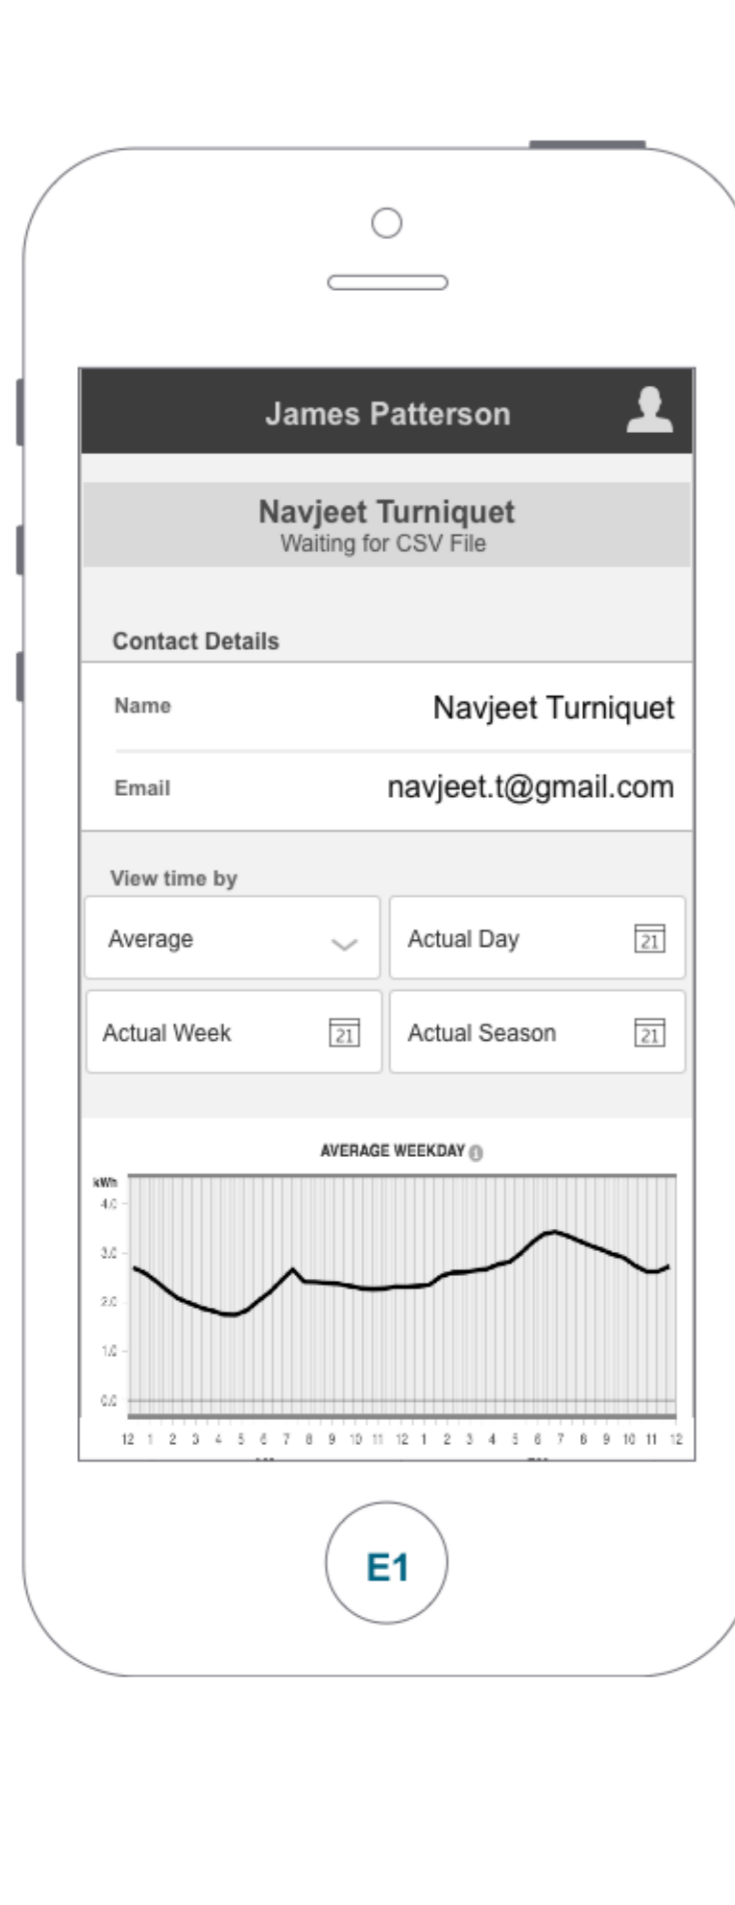 James Patterson
Navjeet Turniquet
Waiting for CSV File
Contact Details
Name Navjeet Turniquet
Email navjeet.t@gmail.com
View time by
Average Actual Day 21
Actual Week 21 Actual Season 21
AVERAGE WEEKDAY i
kWh
4.0
3.0
2.0
1.0
0.0
12 1 2 3 4 5 6 7 8 9 10 11 12 1 2 3 4 5 6 7 8 9 10 11 12
E1